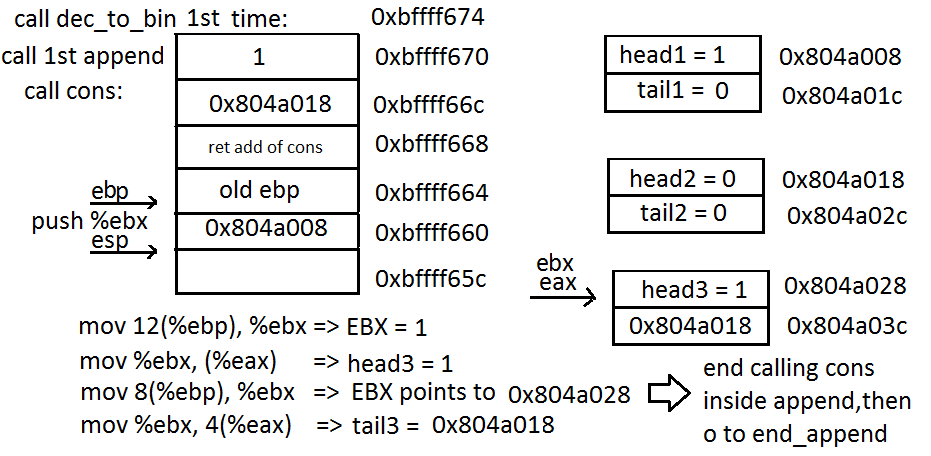 call dec_to_bin 1st time: 0xbffff674
call 1st append 1 0xbffff670
call cons: 0x804a018 0xbffff66c
ret add of cons 0xbffff668
ebp old ebp 0xbffff664
push %ebx 0x804a008 0xbffff660
esp
0xbffff65c
head1 = 1 0x804a008
tail1 = 0 0x804a01c
head2 = 0 0x804a018
tail2 = 0 0x804a02c
ebx
eax
head3 = 1 0x804a028
0x804a018 0x804a03c
mov 12(%ebp), %ebx => EBX = 1
mov %ebx, (%eax) => head3 = 1
mov 8(%ebp), %ebx => EBX points to 0x804a028
mov %ebx, 4(%eax) => tail3 = 0x804a018
end calling cons
inside append,then
o to end_append